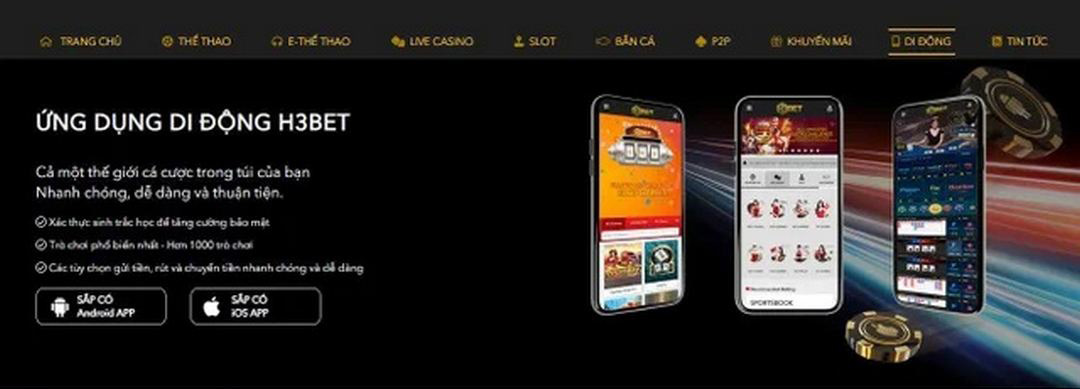 TRANG CHỦ THỂ THAO E-THỂ THAO LIVE CASINO SLOT BẮN CÁ P2P KHUYẾN MÃI DI ĐỘNG TIN TỨC
ỨNG DỤNG DI ĐỘNG H3BET
Cả một thế giới cá cược trong túi của bạn
Nhanh chóng, dễ dàng và thuận tiện.
Xác thực sinh trắc học để tăng cường bảo mật
Trò chơi phổ biến nhất - Hơn 1000 trò chơi
Các tùy chọn gửi tiền, rút và chuyển tiền nhanh chóng và dễ dàng
SẮP CÓ
Android APP
SẮP CÓ
iOS APP
SPORTSBOOK